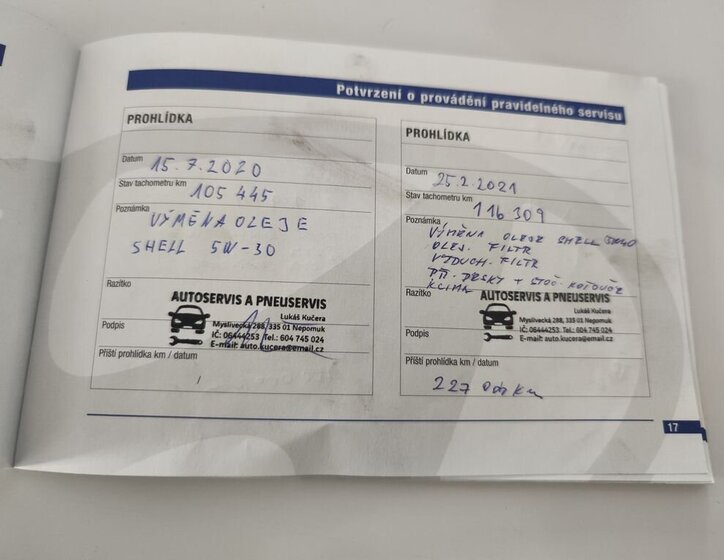 Potvrzení o provádění pravidelného servisu
PROHLÍDKA
Datum 15.7.2020
Stav tachometru km 105 445
Poznámka VÝMĚNA OLEJE
SHELL 5W-30
Razítko
AUTOSERVIS A PNEUSERVIS
Lukáš Kučera
Myslivecká 288, 335 01 Nepomuk
IČ: 06444253 Tel.: 604 745 024
E-mail: auto.kucera@email.cz
Podpis
Příští prohlídka km / datum
/
PROHLÍDKA
Datum 25.2.2021
Stav tachometru km 116 309
Poznámka
VÝMĚNA OLEJE SHELL
OLEJ. FILTR
VZDUCH. FILTR
PŘ. DESKY + KOTOUČE
KLIMA
Razítko
AUTOSERVIS A PNEUSERVIS
Lukáš Kučera
Myslivecká 288, 335 01 Nepomuk
IČ: 06444253 Tel.: 604 745 024
E-mail: auto.kucera@email.cz
Podpis
Příští prohlídka km / datum
227 km
17